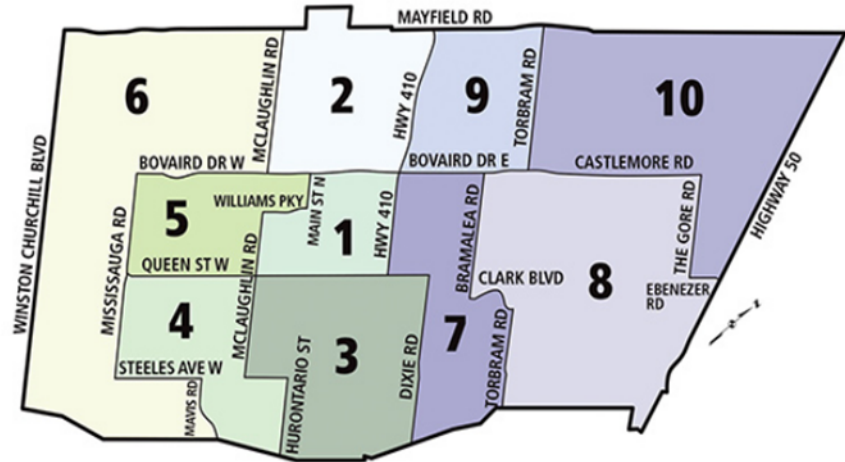 MAYFIELD RD
6
2
9
10
MCLAUGHLIN RD
HWY 410
TORBRAM RD
WINSTON CHURCHILL BLVD
BOVAIRD DR W
BOVAIRD DR E
CASTLEMORE RD
HIGHWAY 50
5
WILLIAMS PKY
MAIN ST N
1
HWY 410
BRAMALEA RD
THE GORE RD
MISSISSAUGA RD
QUEEN ST W
MCLAUGHLIN RD
CLARK BLVD
8
EBENEZER
RD
4
3
7
STEELES AVE W
MAVIS RD
HURONTARIO ST
DIXIE RD
TORBRAM RD